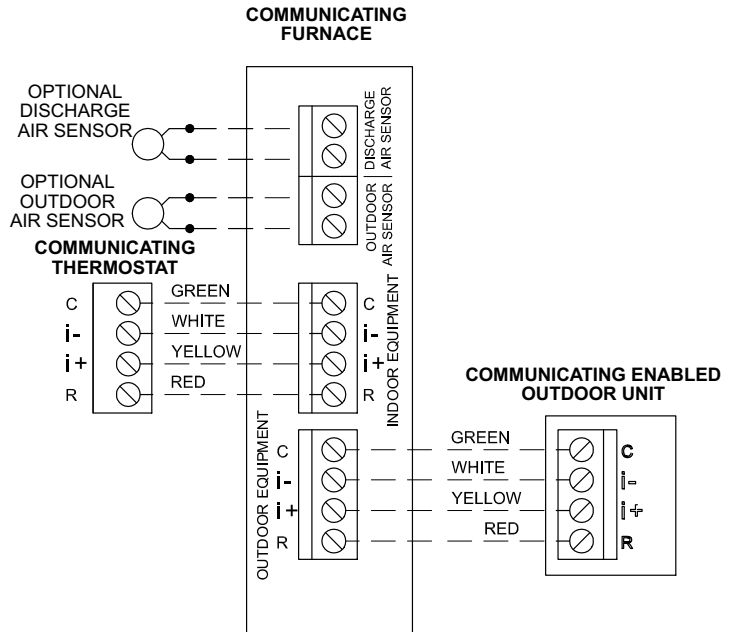 COMMUNICATING
FURNACE
OPTIONAL
DISCHARGE
AIR SENSOR
DISCHARGE
AIR SENSOR
OPTIONAL
OUTDOOR
AIR SENSOR
OUTDOOR
AIR SENSOR
COMMUNICATING
THERMOSTAT
C GREEN C
i- WHITE i-
i+ YELLOW i+
R RED R
INDOOR EQUIPMENT
COMMUNICATING ENABLED
OUTDOOR UNIT
OUTDOOR EQUIPMENT
C GREEN C
i- WHITE i-
i+ YELLOW i+
R RED R